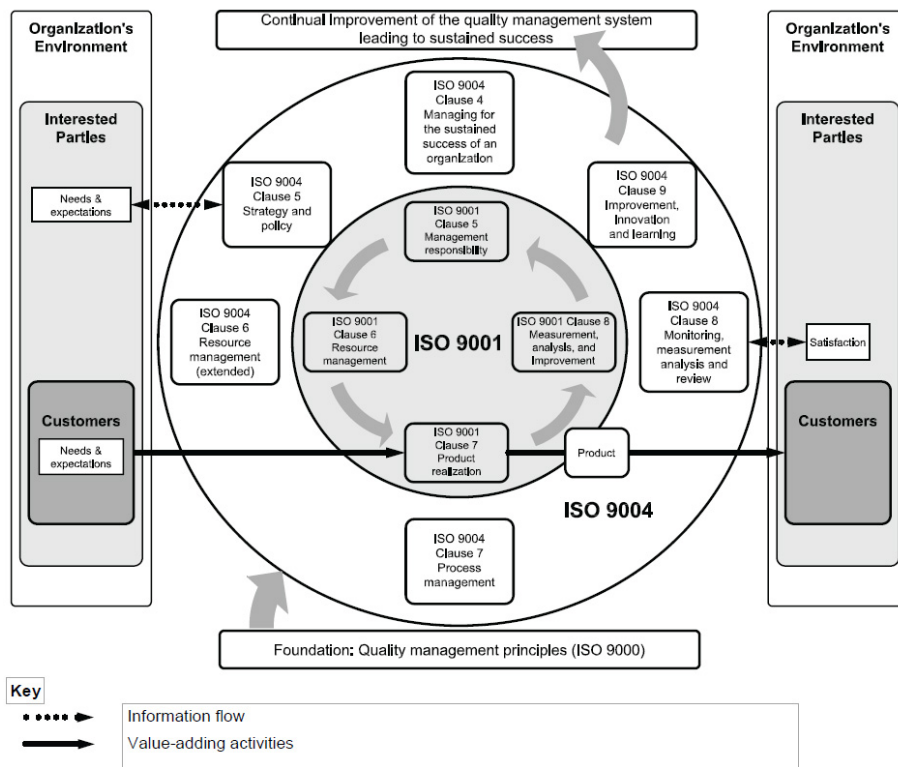 Continual Improvement of the quality management system
leading to sustained success
Organization's
Environment
Interested
Parties
Needs &
expectations
Customers
Needs &
expectations
ISO 9004
Clause 4
Managing for
the sustained
success of an
organization
ISO 9004
Clause 5
Strategy and
policy
ISO 9004
Clause 9
Improvement,
Innovation
and learning
ISO 9001
Clause 5
Management
responsibility
ISO 9004
Clause 6
Resource
management
(extended)
ISO 9001
Clause 6
Resource
management
ISO 9001
ISO 9001 Clause 8
Measurement,
analysis, and
Improvement
ISO 9004
Clause 8
Monitoring,
measurement
analysis and
review
ISO 9001
Clause 7
Product
realization
Product
ISO 9004
ISO 9004
Clause 7
Process
management
Organization's
Environment
Interested
Parties
Satisfaction
Customers
Foundation: Quality management principles (ISO 9000)
Key
Information flow
Value-adding activities